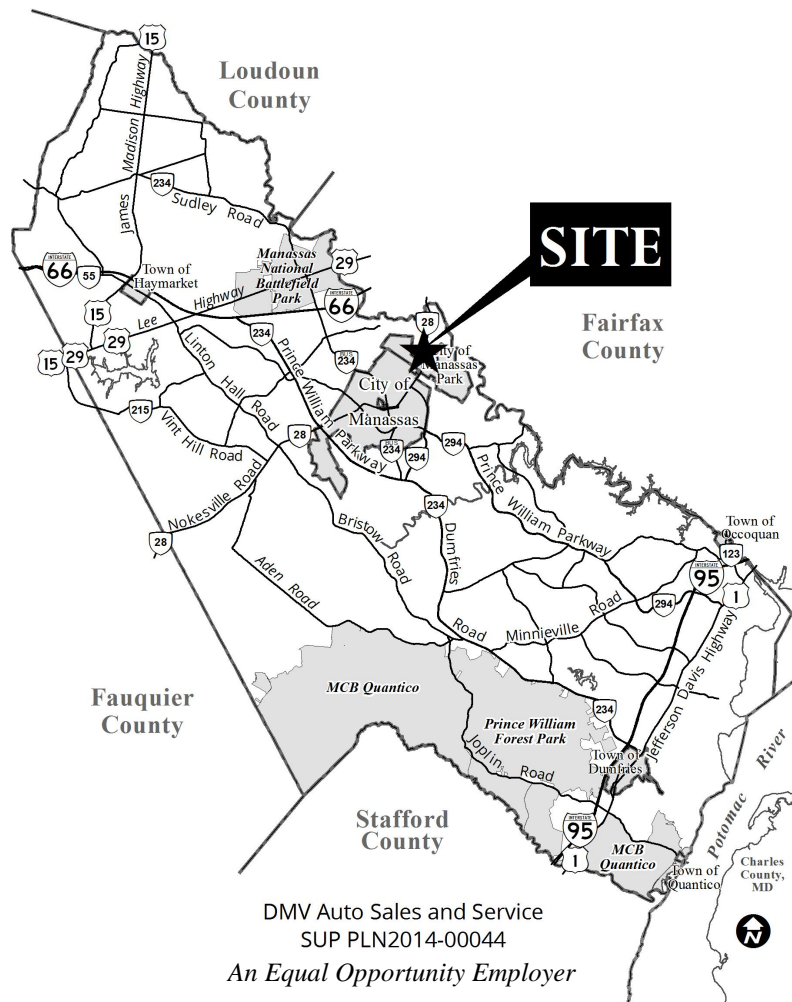 15
Loudoun
County
James Madison Highway
234
Sudley Road
SITE
INTERSTATE
66
55
Town of
Haymarket
Manassas
National
Battlefield
Park
29
INTERSTATE
66
Lee Highway
15
29
15
29
28
Fairfax
County
234
BUS
234
City of
Manassas
Park
City of
Manassas
Linton Hall Road
Prince William Parkway
215
Vint Hill Road
28
BUS
234
294
294
Prince William Parkway
Nokesville Road
28
234
Dumfries
Road
Bristow Road
Aden Road
Town of
Occoquan
123
INTERSTATE
95
1
294
Minnieville Road
Jefferson Davis Highway
MCB Quantico
Fauquier
County
Prince William
Forest Park
234
Town of
Dumfries
Joplin Road
Potomac River
Stafford
County
INTERSTATE
95
1
MCB
Quantico
Town of
Quantico
Charles
County,
MD
N
DMV Auto Sales and Service
SUP PLN2014-00044
An Equal Opportunity Employer